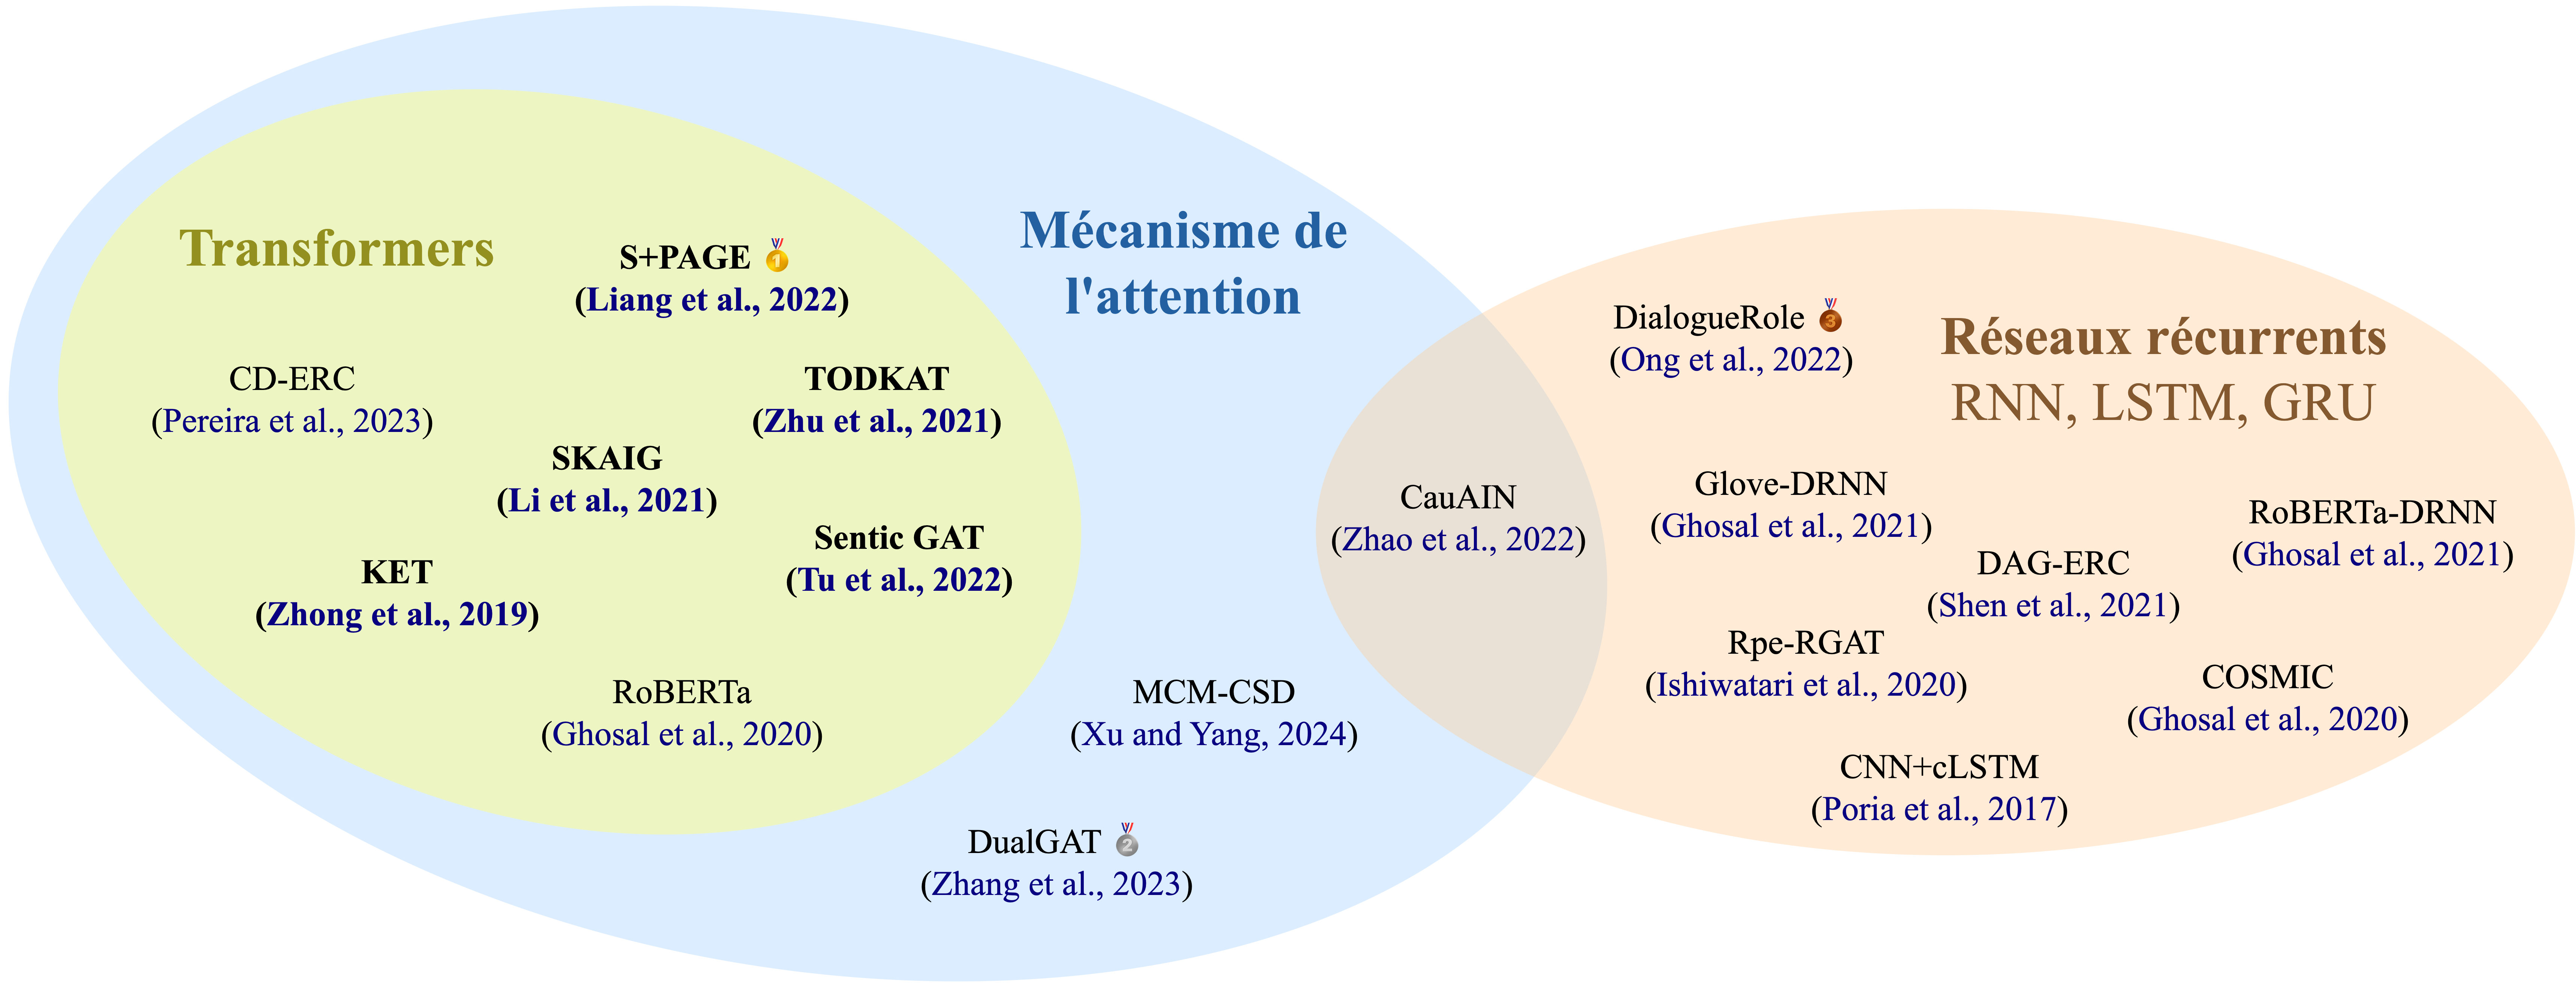 Transformers
S+PAGE 🥇
(Liang et al., 2022)
CD-ERC
(Pereira et al., 2023)
TODKAT
(Zhu et al., 2021)
SKAIG
(Li et al., 2021)
Sentic GAT
(Tu et al., 2022)
KET
(Zhong et al., 2019)
RoBERTa
(Ghosal et al., 2020)
Mécanisme de
l'attention
MCM-CSD
(Xu and Yang, 2024)
DualGAT 🥈
(Zhang et al., 2023)
CauAIN
(Zhao et al., 2022)
DialogueRole 🥉
(Ong et al., 2022)
Réseaux récurrents
RNN, LSTM, GRU
Glove-DRNN
(Ghosal et al., 2021)
RoBERTa-DRNN
(Ghosal et al., 2021)
DAG-ERC
(Shen et al., 2021)
Rpe-RGAT
(Ishiwatari et al., 2020)
COSMIC
(Ghosal et al., 2020)
CNN+cLSTM
(Poria et al., 2017)